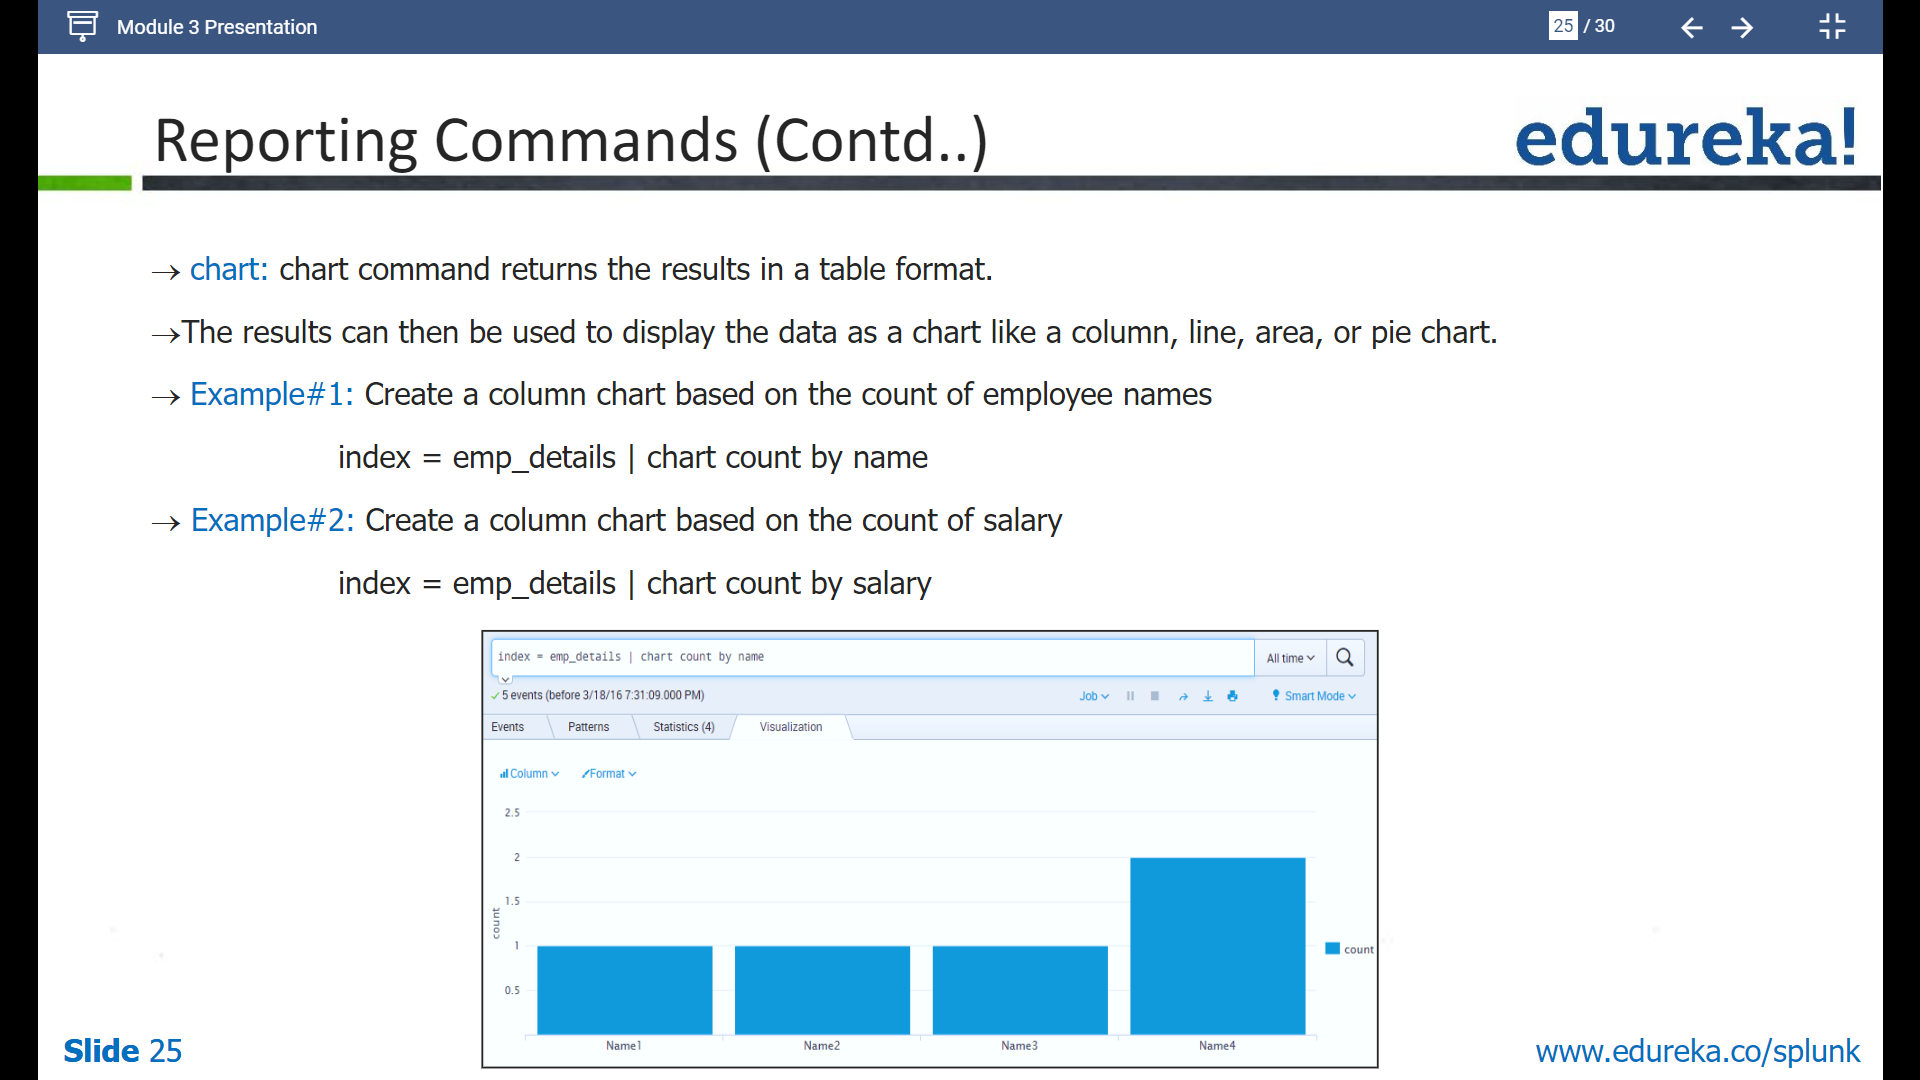 Module 3 Presentation
25 / 30
Reporting Commands (Contd..)
edureka!
→ chart: chart command returns the results in a table format.
→The results can then be used to display the data as a chart like a column, line, area, or pie chart.
→ Example#1: Create a column chart based on the count of employee names
index = emp_details | chart count by name
→ Example#2: Create a column chart based on the count of salary
index = emp_details | chart count by salary
index = emp_details | chart count by name
All time
5 events (before 3/18/16 7:31:09.000 PM)
Job
Smart Mode
Events
Patterns
Statistics (4)
Visualization
Column
Format
2.5
2
1.5
1
0.5
count
count
Name1
Name2
Name3
Name4
Slide 25
www.edureka.co/splunk